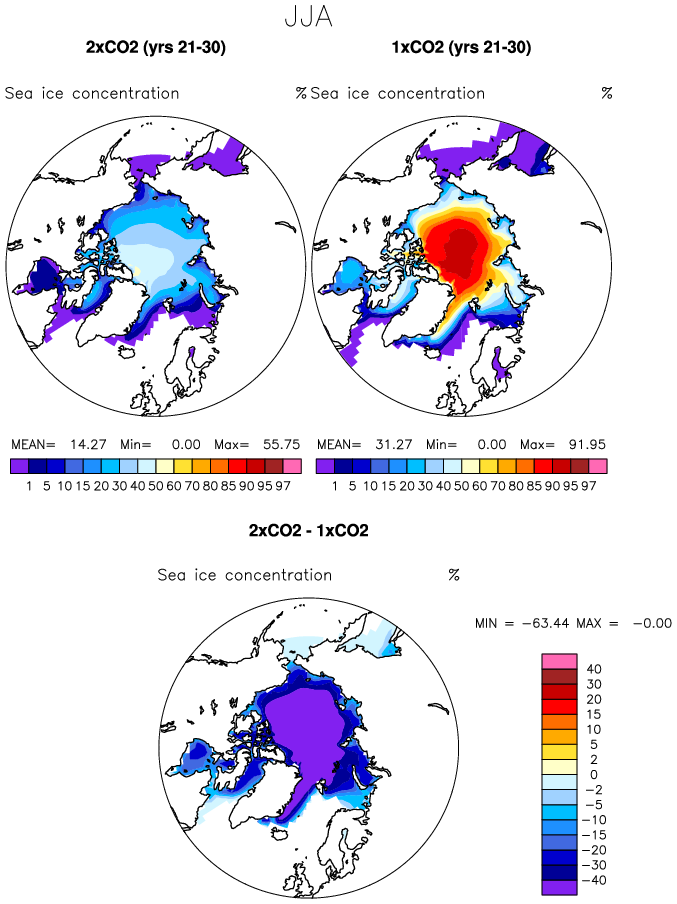 JJA
2xCO2 (yrs 21-30)
1xCO2 (yrs 21-30)
Sea ice concentration %
Sea ice concentration %
MEAN= 14.27 Min= 0.00 Max= 55.75
MEAN= 31.27 Min= 0.00 Max= 91.95
1 5 10 15 20 30 40 50 60 70 80 85 90 95 97
1 5 10 15 20 30 40 50 60 70 80 85 90 95 97
2xCO2 - 1xCO2
Sea ice concentration %
MIN = −63.44 MAX = −0.00
40
30
20
15
10
5
2
0
−2
−5
−10
−15
−20
−30
−40